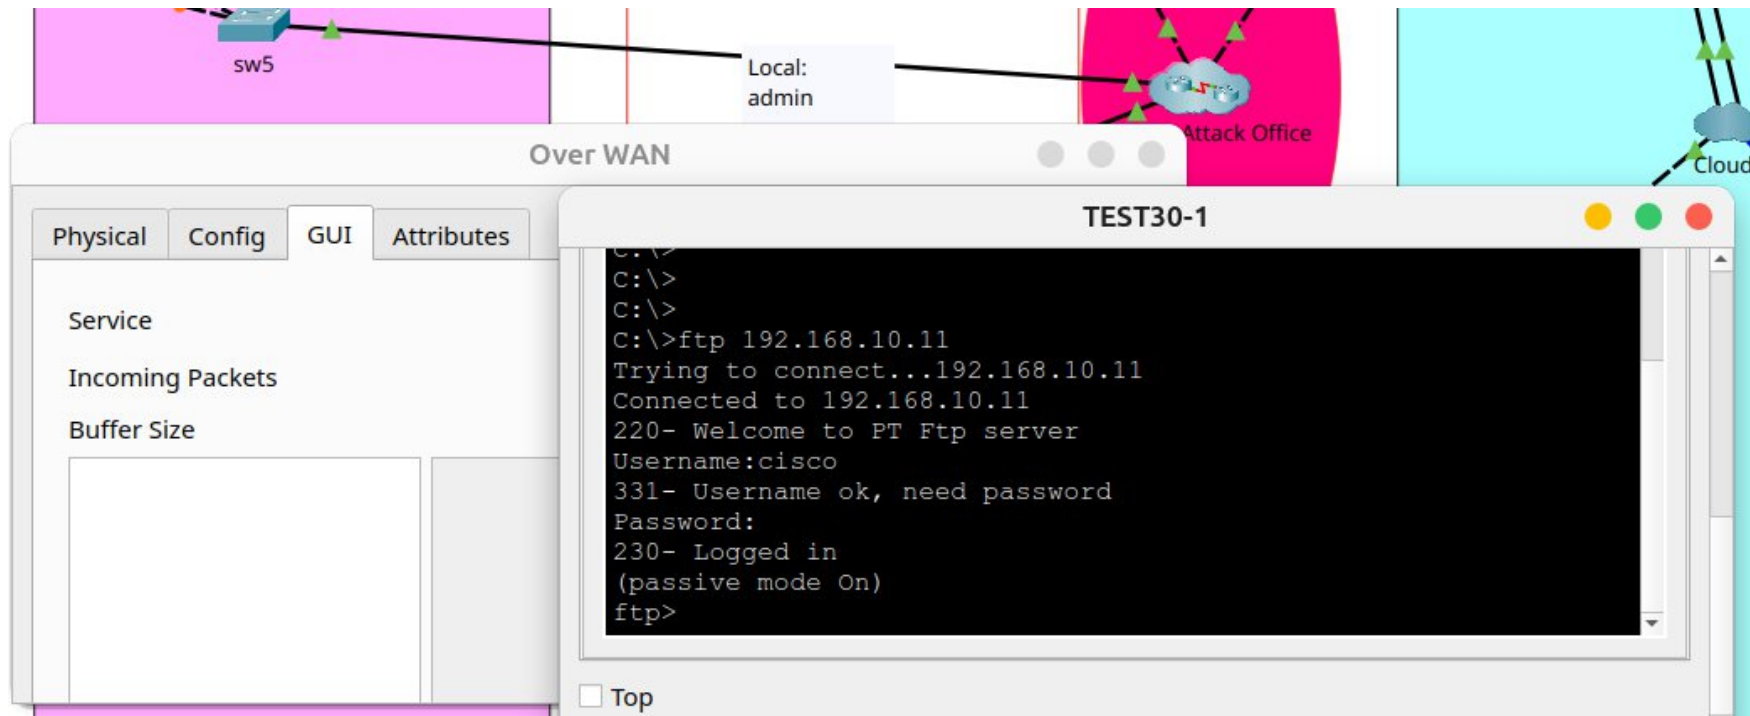 sw5
Local:
admin
Attack Office
Cloud
Over WAN
Physical
Config
GUI
Attributes
Service
Incoming Packets
Buffer Size
TEST30-1
C:\>
C:\>
C:\>
C:\>ftp 192.168.10.11
Trying to connect...192.168.10.11
Connected to 192.168.10.11
220- Welcome to PT Ftp server
Username:cisco
331- Username ok, need password
Password:
230- Logged in
(passive mode On)
ftp>
Top